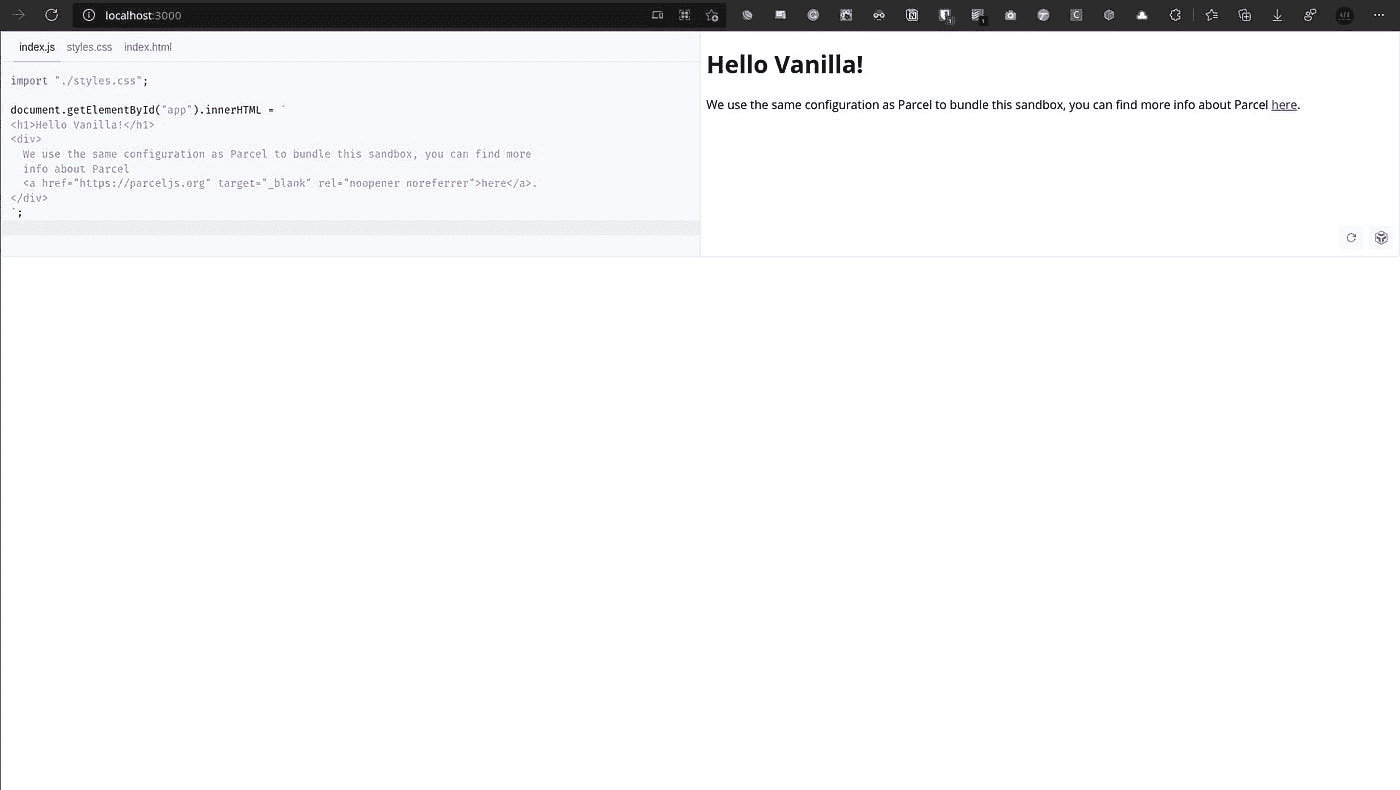 localhost:3000
index.js styles.css index.html
import "./styles.css";
document.getElementById("app").innerHTML = `
<h1>Hello Vanilla!</h1>
<div>
We use the same configuration as Parcel to bundle this sandbox, you can find more
info about Parcel
<a href="https://parceljs.org" target="_blank" rel="noopener noreferrer">here</a>.
</div>
`;
Hello Vanilla!
We use the same configuration as Parcel to bundle this sandbox, you can find more info about Parcel here.